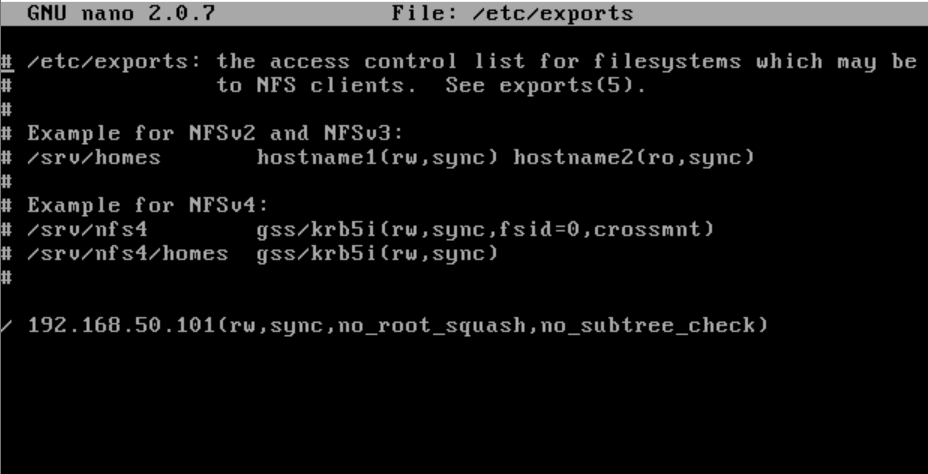 GNU nano 2.0.7 File: /etc/exports
# /etc/exports: the access control list for filesystems which may be
# to NFS clients. See exports(5).
#
# Example for NFSv2 and NFSv3:
# /srv/homes hostname1(rw,sync) hostname2(ro,sync)
#
# Example for NFSv4:
# /srv/nfs4 gss/krb5i(rw,sync,fsid=0,crossmnt)
# /srv/nfs4/homes gss/krb5i(rw,sync)
#
/ 192.168.50.101(rw,sync,no_root_squash,no_subtree_check)